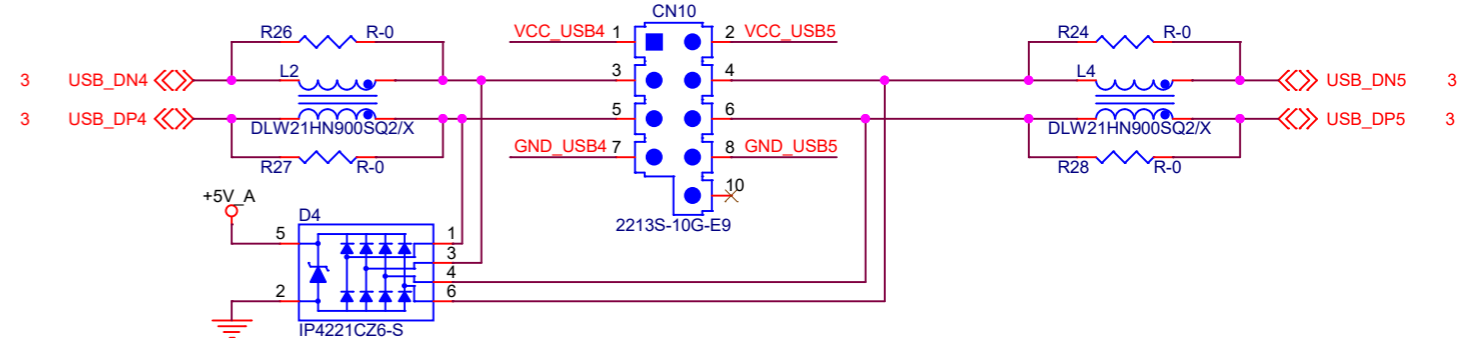 CN10
R26 R-0 VCC_USB4 1 2 VCC_USB5 R24 R-0
3 USB_DN4 L2 3 4 L4 USB_DN5 3
3 USB_DP4 5 6 USB_DP5 3
DLW21HN900SQ2/X DLW21HN900SQ2/X
GND_USB4 7 8 GND_USB5
R27 R-0 R28 R-0
10
+5V_A
2213S-10G-E9
D4
5 1
3
4
2 6
IP4221CZ6-S